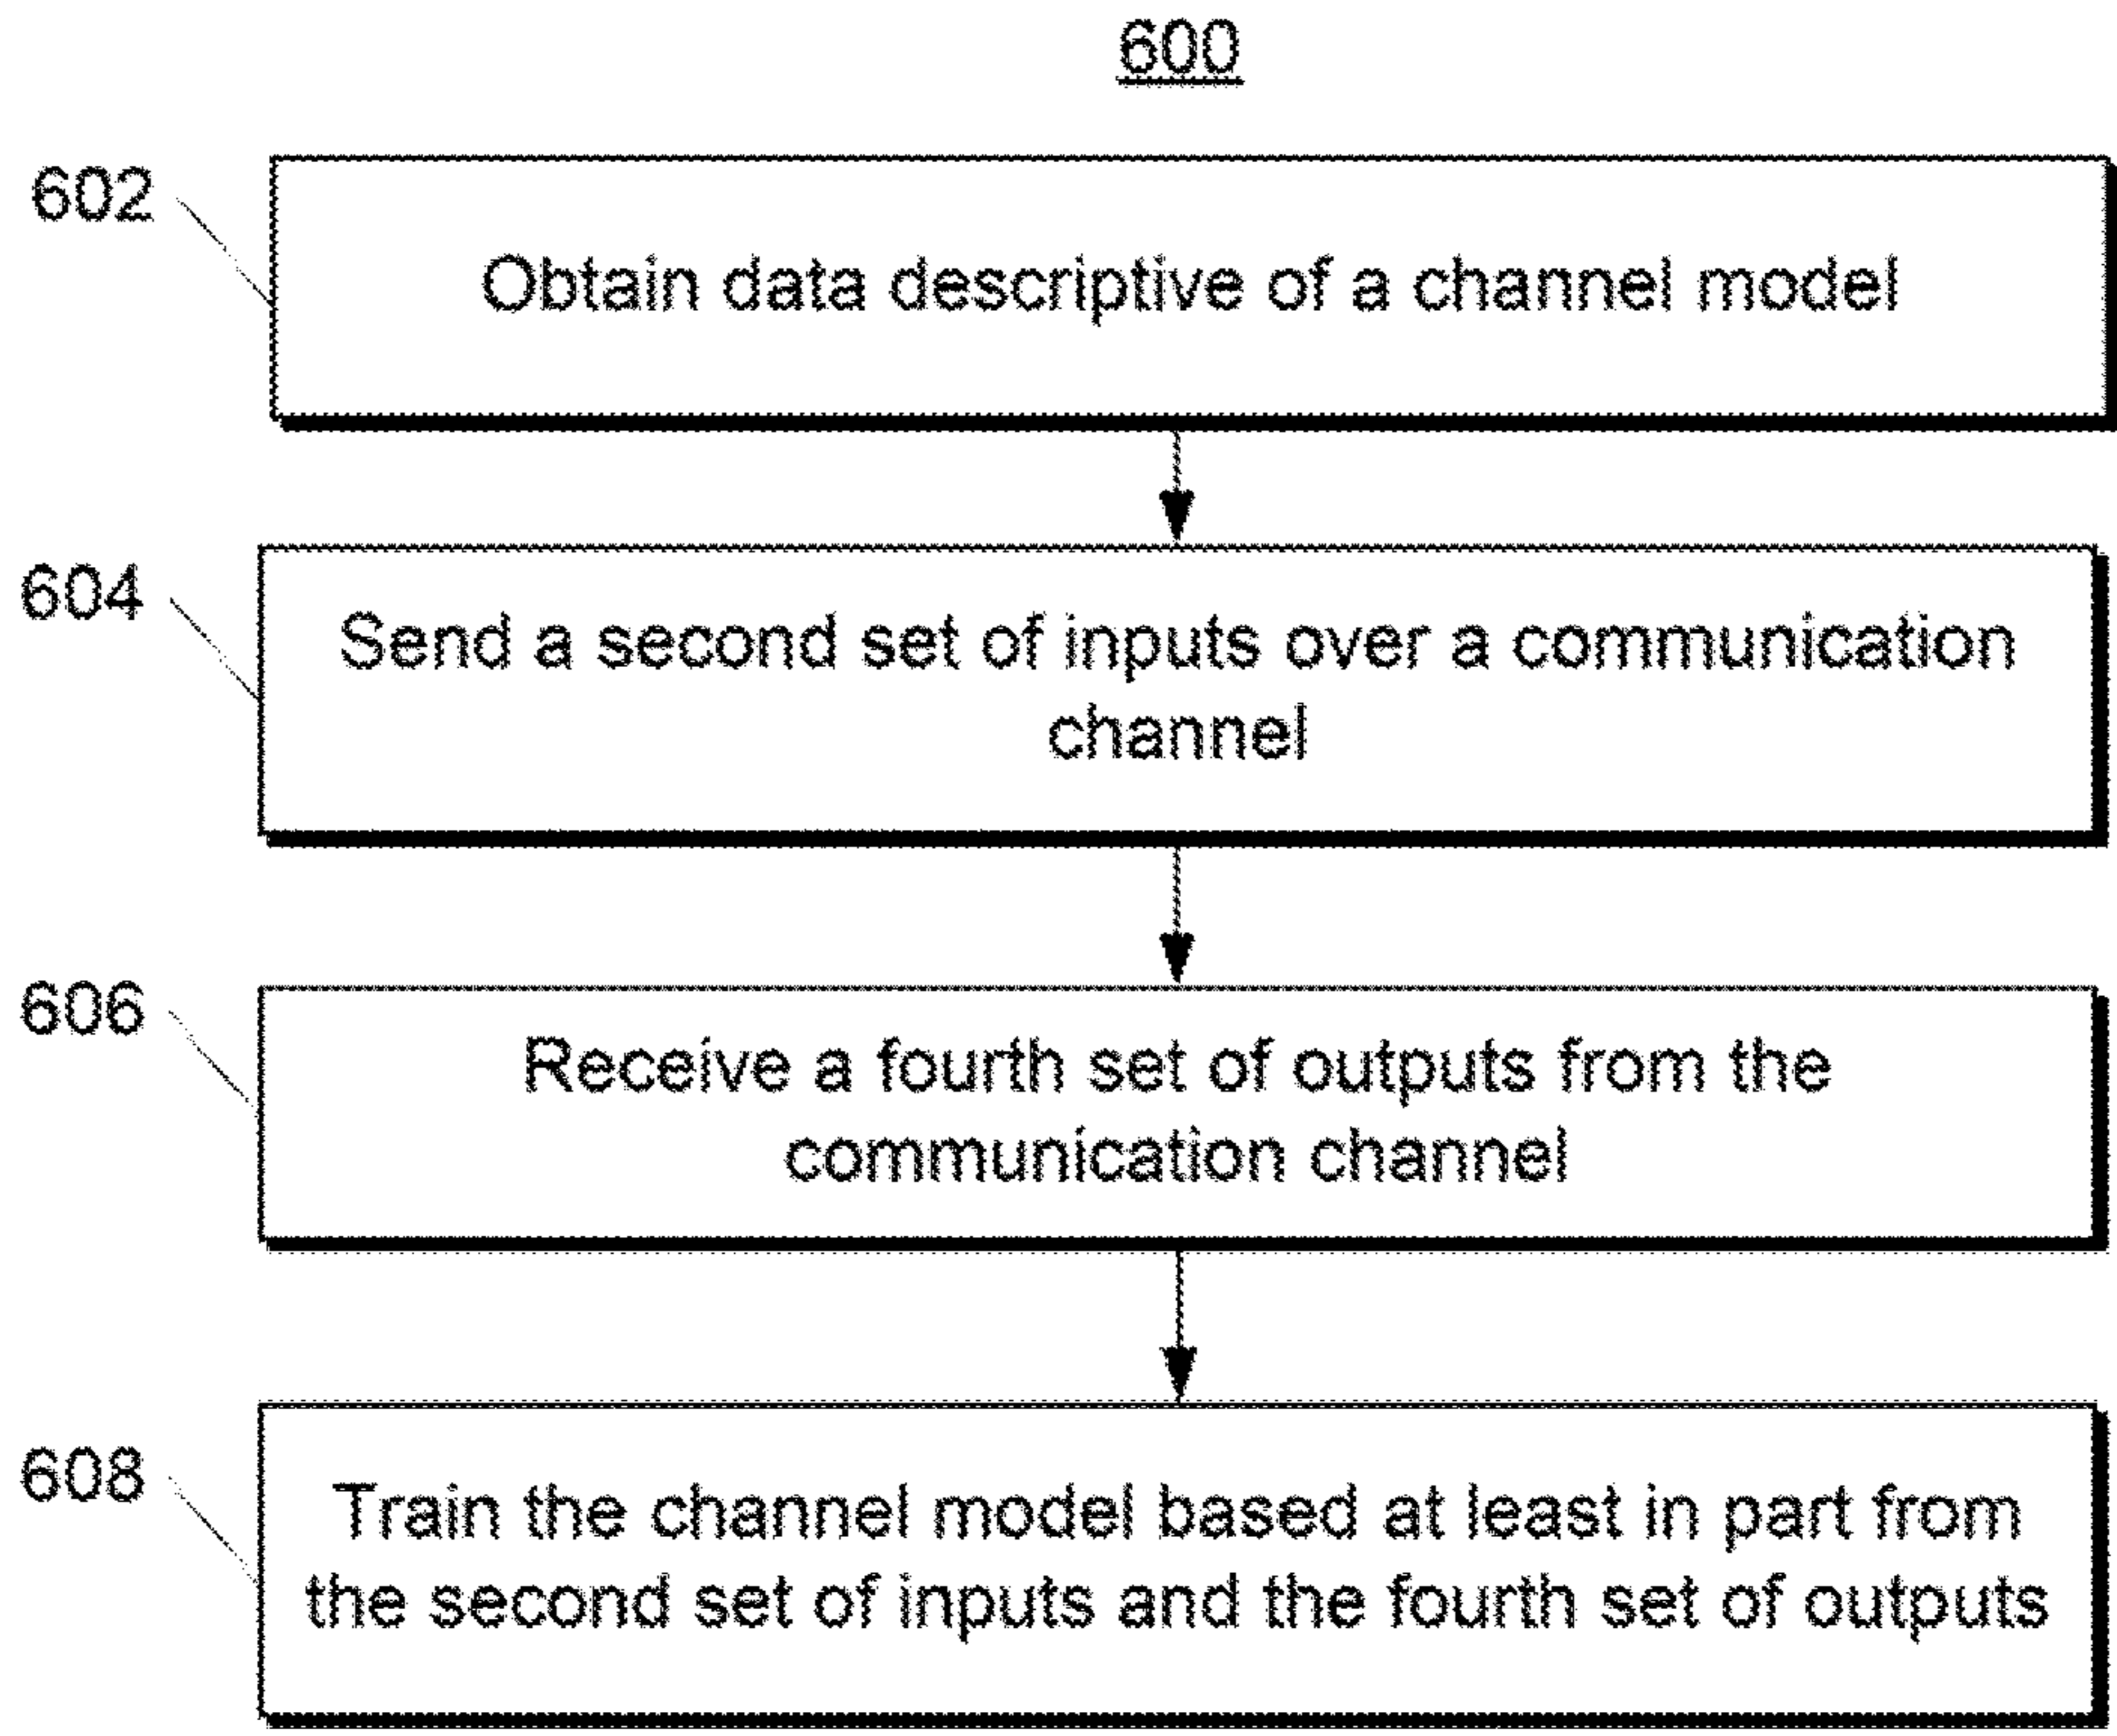 600
602
Obtain data descriptive of a channel model
604
Send a second set of inputs over a communication
channel
606
Receive a fourth set of outputs from the
communication channel
608
Train the channel model based at least in part from
the second set of inputs and the fourth set of outputs